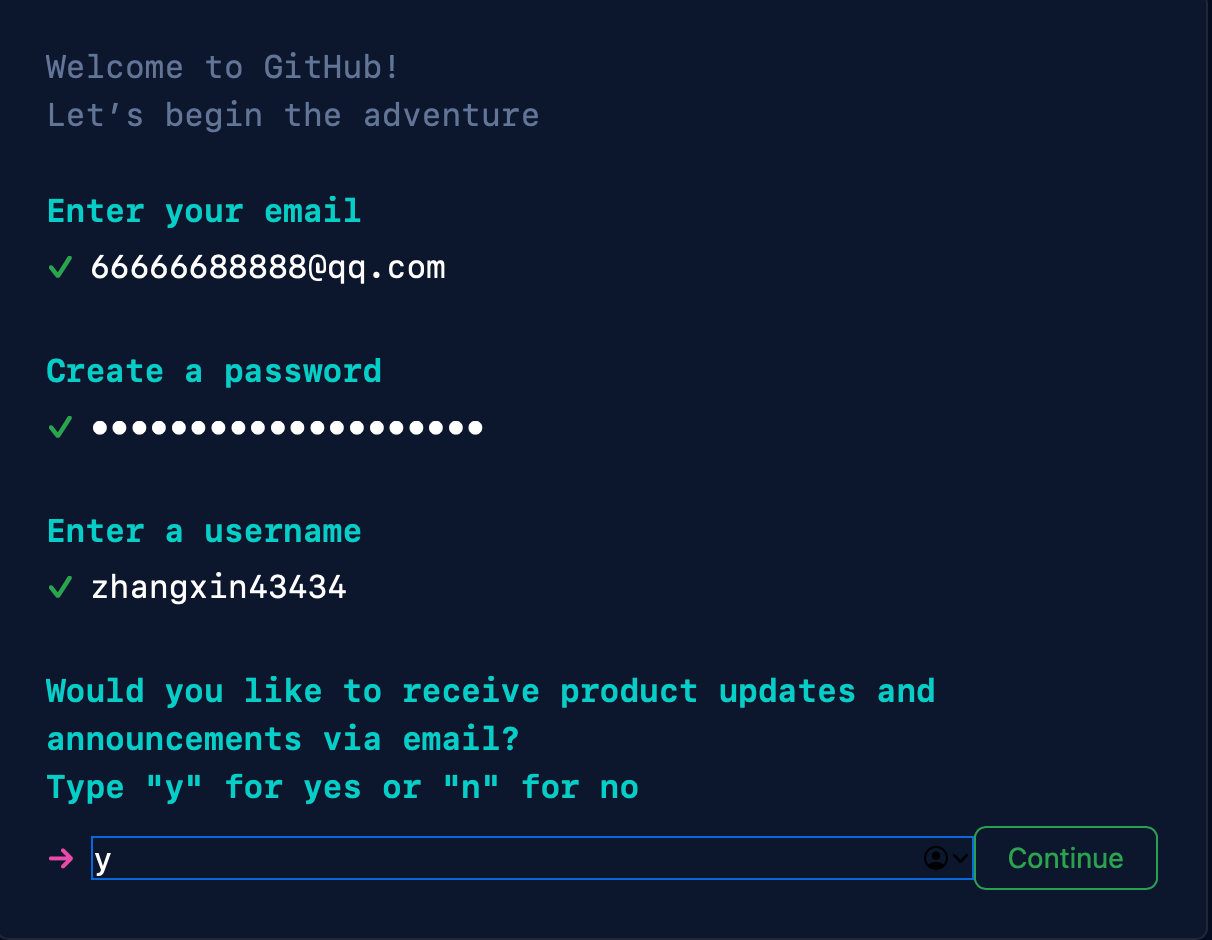 Welcome to GitHub!
Let’s begin the adventure
Enter your email
66666688888@qq.com
Create a password
••••••••••••••••••••
Enter a username
zhangxin43434
Would you like to receive product updates and
announcements via email?
Type "y" for yes or "n" for no
y
Continue